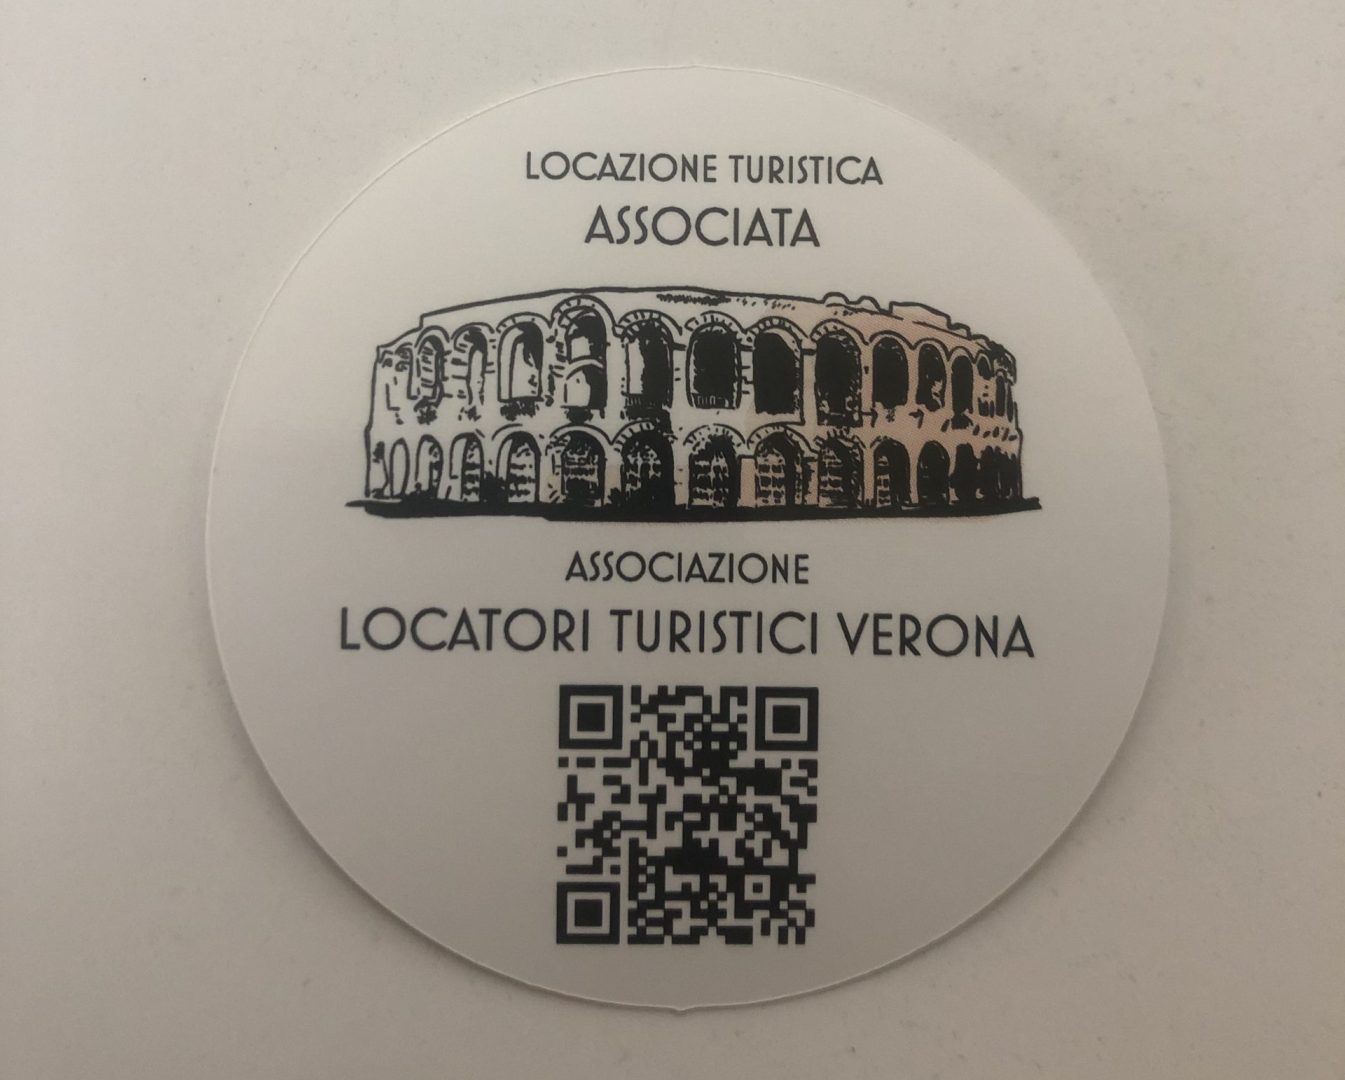 LOCAZIONE TURISTICA
ASSOCIATA
ASSOCIAZIONE
LOCATORI TURISTICI VERONA